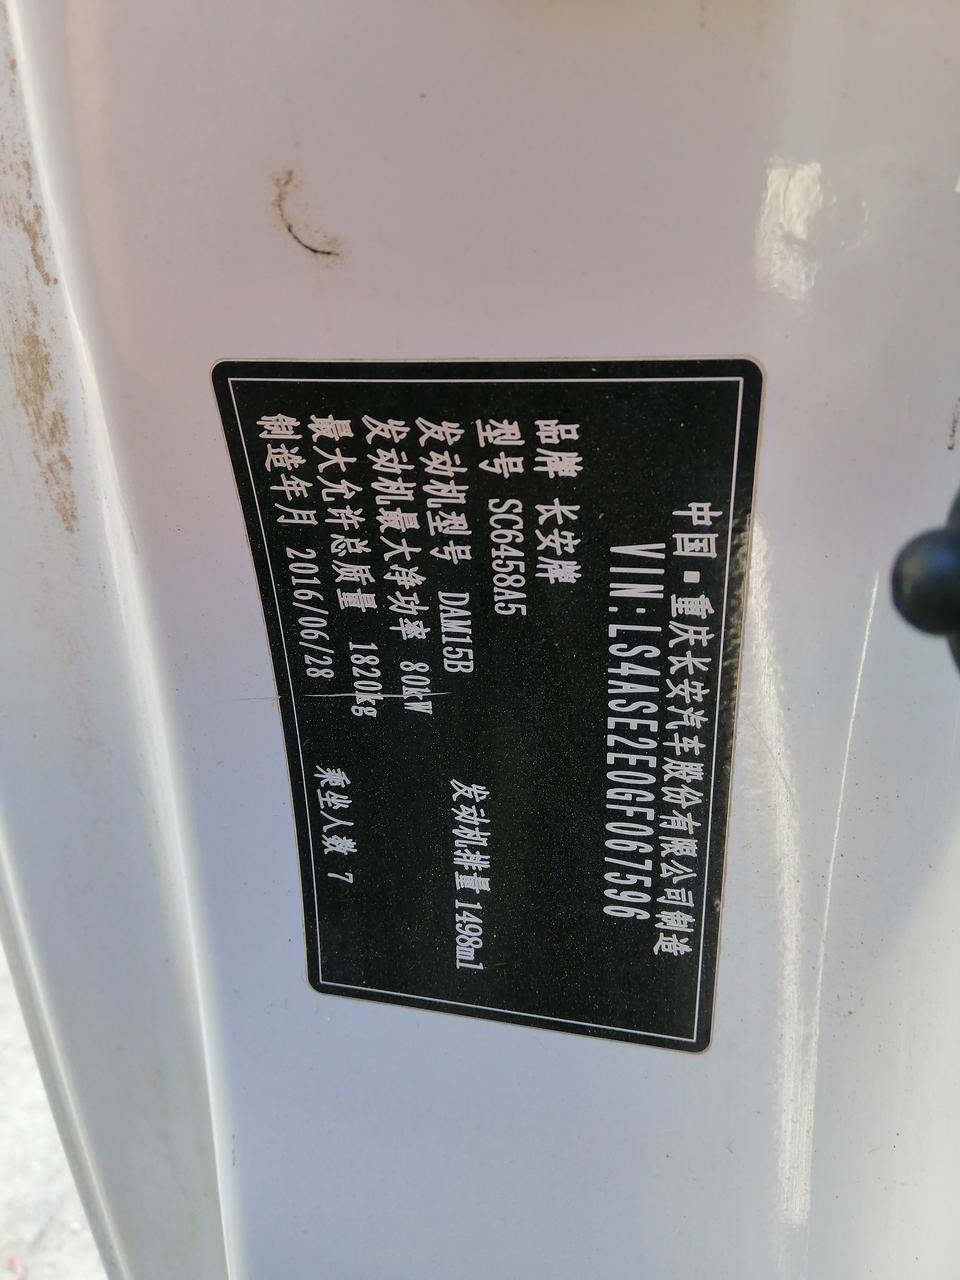 中国·重庆长安汽车股份有限公司制造
VIN:LS4ASE2E0GF067596
品牌 长安牌
型号 SC6458A5
发动机型号 DAM15B 发动机排量 1498ml
发动机最大净功率 80kW
最大允许总质量 1820kg
制造年月 2016/06/28 乘坐人数 7